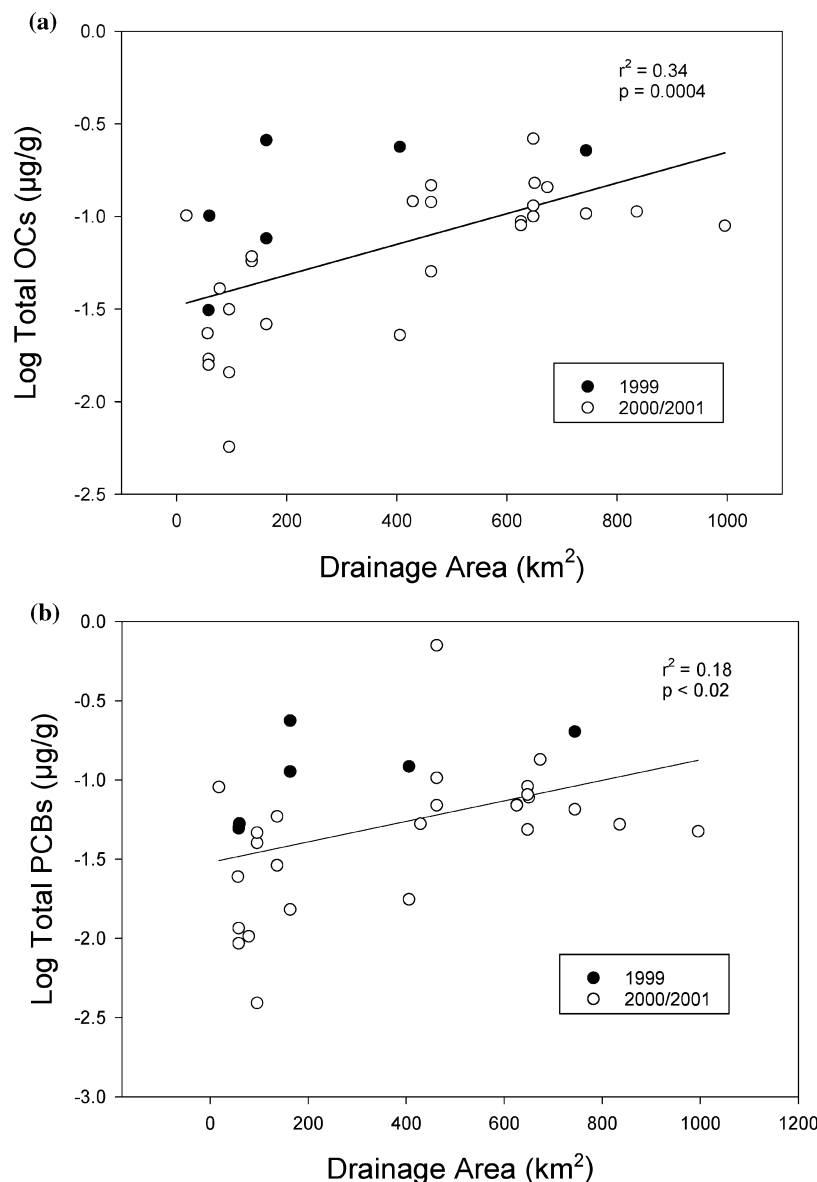 (a)
0.0
r² = 0.34
p = 0.0004
-0.5
-1.0
-1.5
-2.0
-2.5
Log Total OCs (µg/g)
1999
2000/2001
0 200 400 600 800 1000
Drainage Area (km²)
(b)
0.0
r² = 0.18
p < 0.02
-0.5
-1.0
-1.5
-2.0
-2.5
-3.0
Log Total PCBs (µg/g)
1999
2000/2001
0 200 400 600 800 1000 1200
Drainage Area (km²)